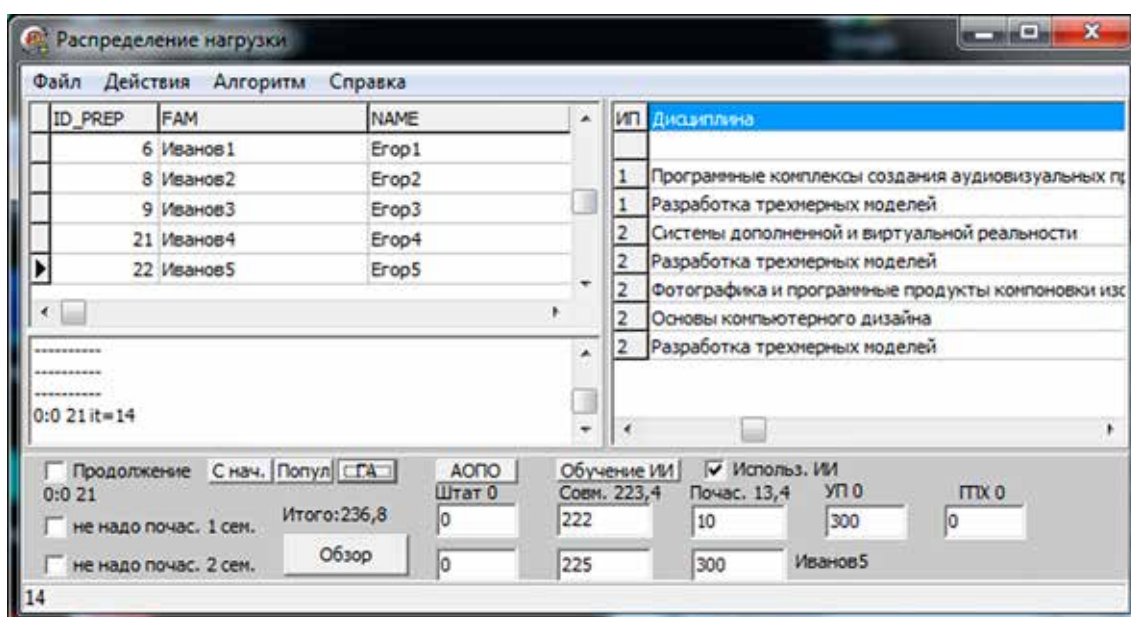 Распределение нагрузки
Файл Действия Алгоритм Справка
ID_PREP FAM NAME
6 Иванов1 Егор1
8 Иванов2 Егор2
9 Иванов3 Егор3
21 Иванов4 Егор4
22 Иванов5 Егор5
----------
----------
----------
0:0 21 it=14
ИП Дисциплина
1 Программные комплексы создания аудиовизуальных пр
1 Разработка трехмерных моделей
2 Системы дополненной и виртуальной реальности
2 Разработка трехмерных моделей
2 Фотографика и программные продукты компоновки изо
2 Основы компьютерного дизайна
2 Разработка трехмерных моделей
Продолжение С нач. Попул ГА АОПО Обучение ИИ Использ. ИИ
0:0 21 Штат 0 Совм. 223,4 Почас. 13,4 УП 0 ГПХ 0
не надо почас. 1 сем. Итого:236,8 0 222 10 300 0
не надо почас. 2 сем. Обзор 0 225 300 Иванов5
14